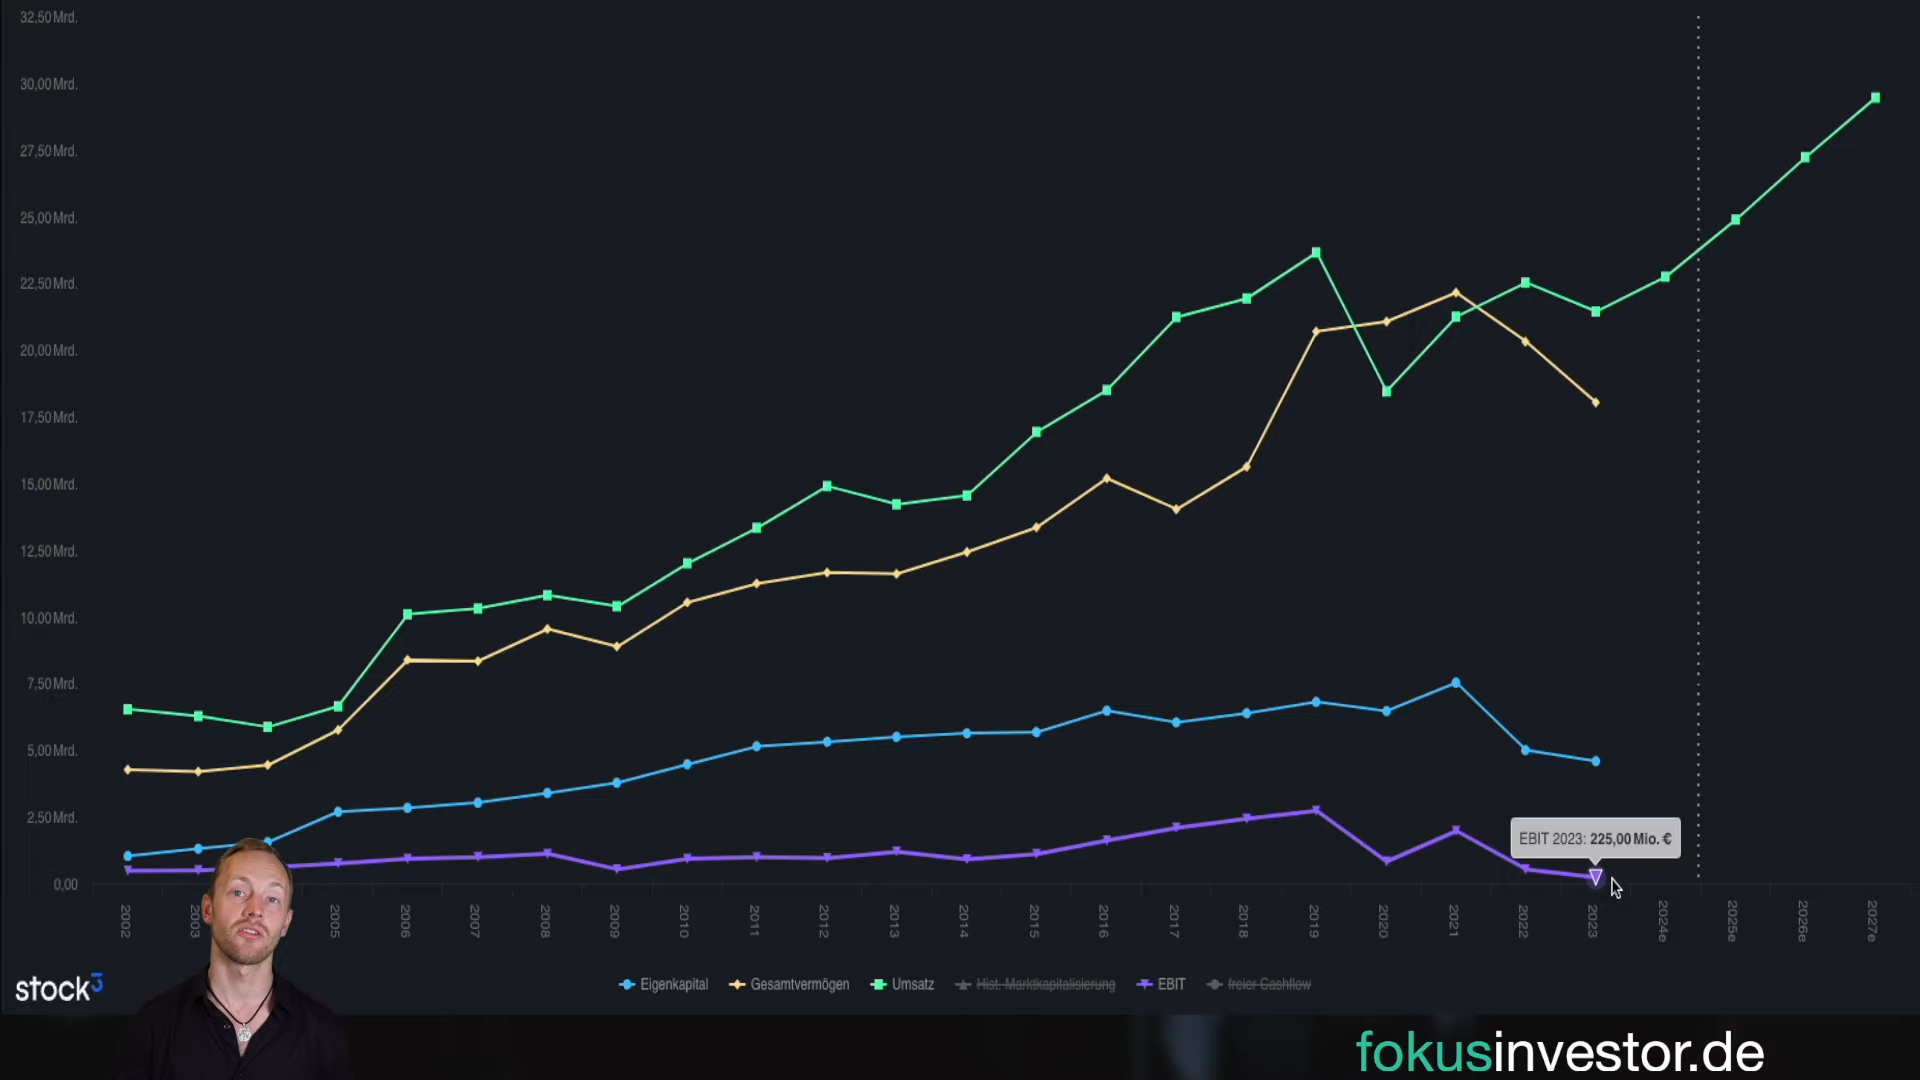 32,50 Mrd.
30,00 Mrd.
27,50 Mrd.
25,00 Mrd.
22,50 Mrd.
20,00 Mrd.
17,50 Mrd.
15,00 Mrd.
12,50 Mrd.
10,00 Mrd.
7,50 Mrd.
5,00 Mrd.
2,50 Mrd.
0,00
EBIT 2023: 225,00 Mio. €
2002
2003
2005
2006
2007
2008
2009
2010
2011
2012
2013
2014
2015
2016
2017
2018
2019
2020
2021
2022
2023
2024e
2025e
2026e
2027e
stock3
Eigenkapital Gesamtvermögen Umsatz Hist. Marktkapitalisierung EBIT freier Cashflow
fokusinvestor.de